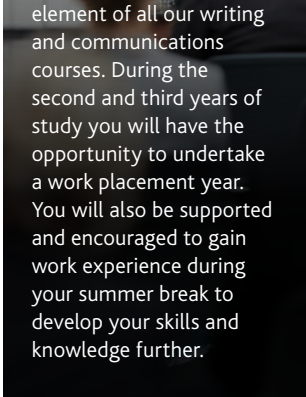 element of all our writing
and communications
courses. During the
second and third years of
study you will have the
opportunity to undertake
a work placement year.
You will also be supported
and encouraged to gain
work experience during
your summer break to
develop your skills and
knowledge further.